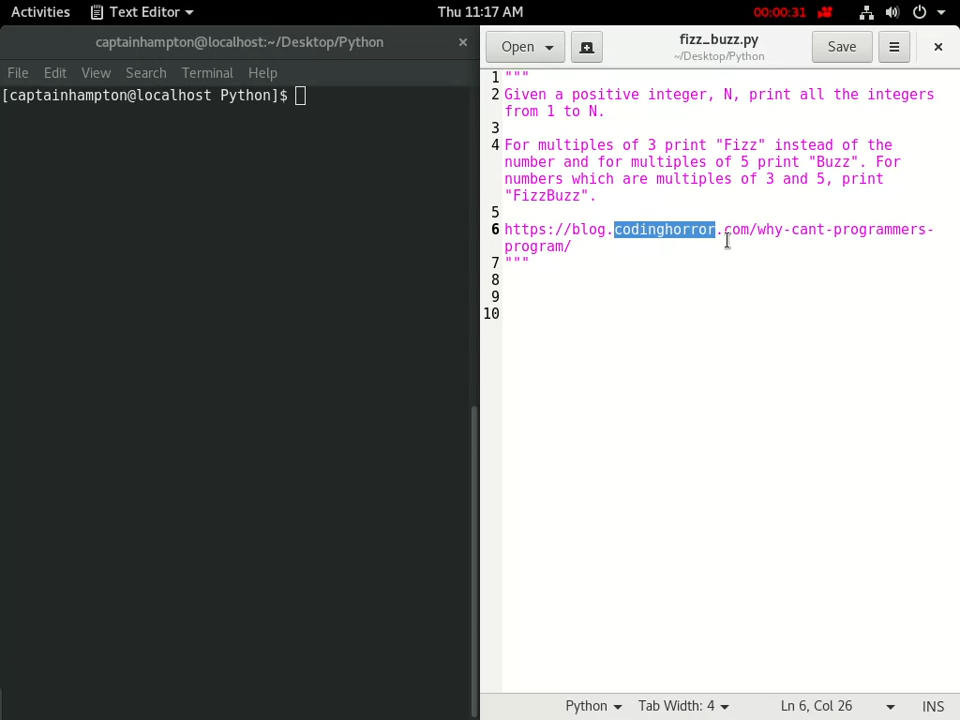 Activities Text Editor Thu 11:17 AM 00:00:31
captainhampton@localhost:~/Desktop/Python
File Edit View Search Terminal Help
[captainhampton@localhost Python]$
Open fizz_buzz.py Save
~/Desktop/Python
1 """
2 Given a positive integer, N, print all the integers
from 1 to N.
3
4 For multiples of 3 print "Fizz" instead of the
number and for multiples of 5 print "Buzz". For
numbers which are multiples of 3 and 5, print
"FizzBuzz".
5
6 https://blog.codinghorror.com/why-cant-programmers-
program/
7 """
8
9
10
Python Tab Width: 4 Ln 6, Col 26 INS